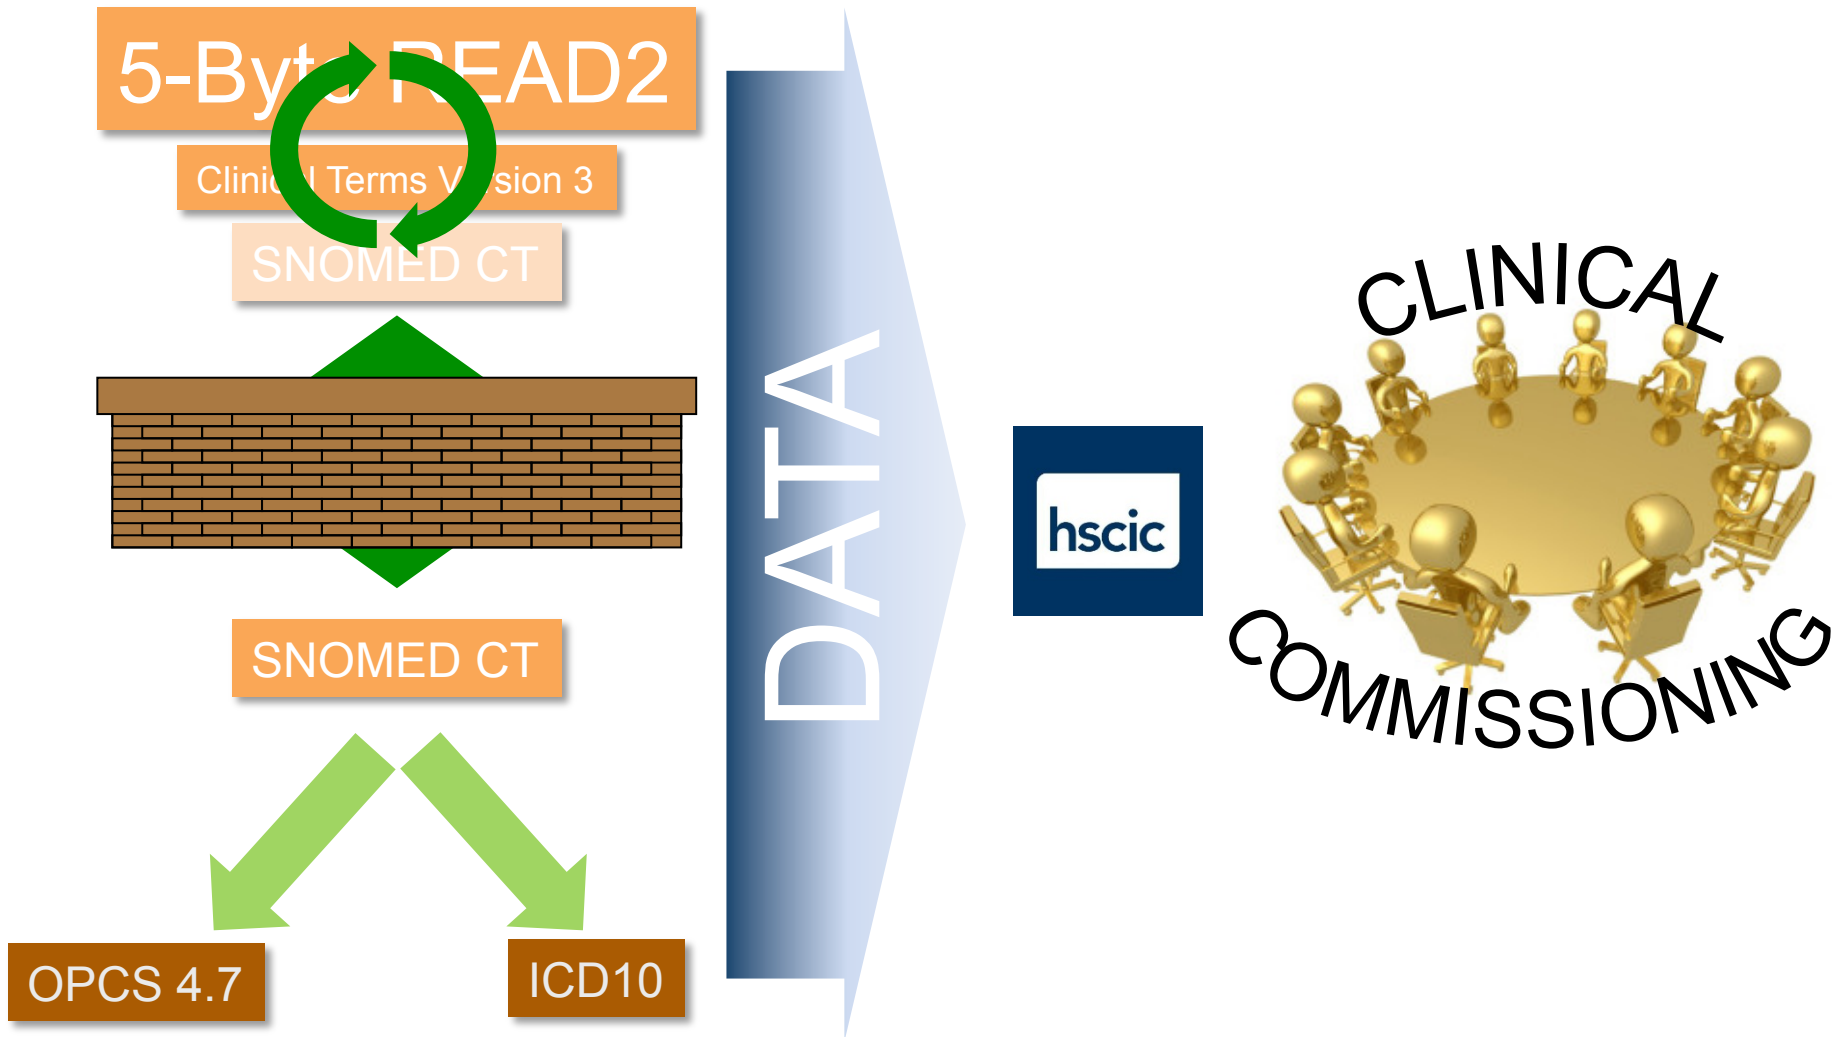 5-Byte READ2
Clinical Terms Version 3
SNOMED CT
SNOMED CT
OPCS 4.7
ICD10
DATA
hscic
CLINICAL
COMMISSIONING